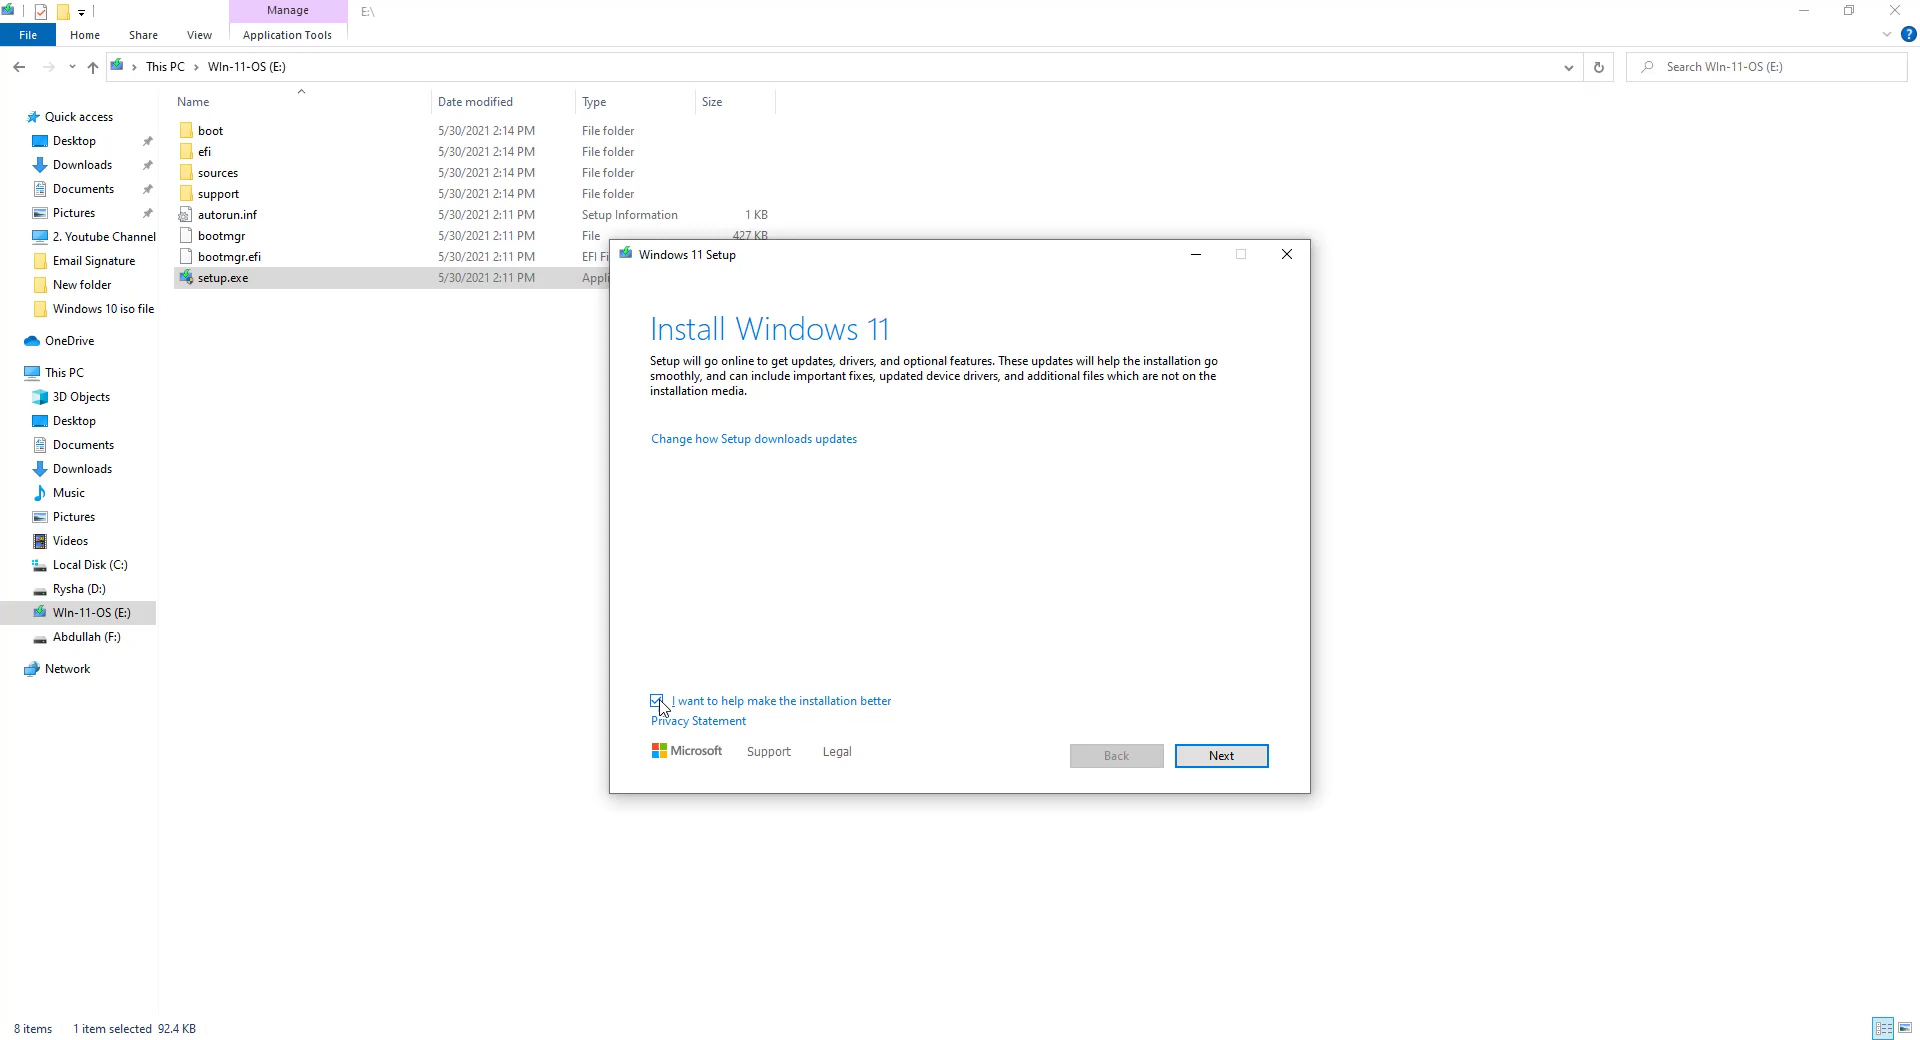 Manage
E:\
File
Home
Share
View
Application Tools
This PC
WIn-11-OS (E:)
Search WIn-11-OS (E:)
Quick access
Desktop
Downloads
Documents
Pictures
2. Youtube Channel
Email Signature
New folder
Windows 10 iso file
OneDrive
This PC
3D Objects
Desktop
Documents
Downloads
Music
Pictures
Videos
Local Disk (C:)
Rysha (D:)
WIn-11-OS (E:)
Abdullah (F:)
Network
Name Date modified Type Size
boot 5/30/2021 2:14 PM File folder
efi 5/30/2021 2:14 PM File folder
sources 5/30/2021 2:14 PM File folder
support 5/30/2021 2:14 PM File folder
autorun.inf 5/30/2021 2:11 PM Setup Information 1 KB
bootmgr 5/30/2021 2:11 PM File 427 KB
bootmgr.efi 5/30/2021 2:11 PM EFI Fi
setup.exe 5/30/2021 2:11 PM Appli
Windows 11 Setup
Install Windows 11
Setup will go online to get updates, drivers, and optional features. These updates will help the installation go
smoothly, and can include important fixes, updated device drivers, and additional files which are not on the
installation media.
Change how Setup downloads updates
I want to help make the installation better
Privacy Statement
Microsoft Support Legal
Back
Next
8 items 1 item selected 92.4 KB